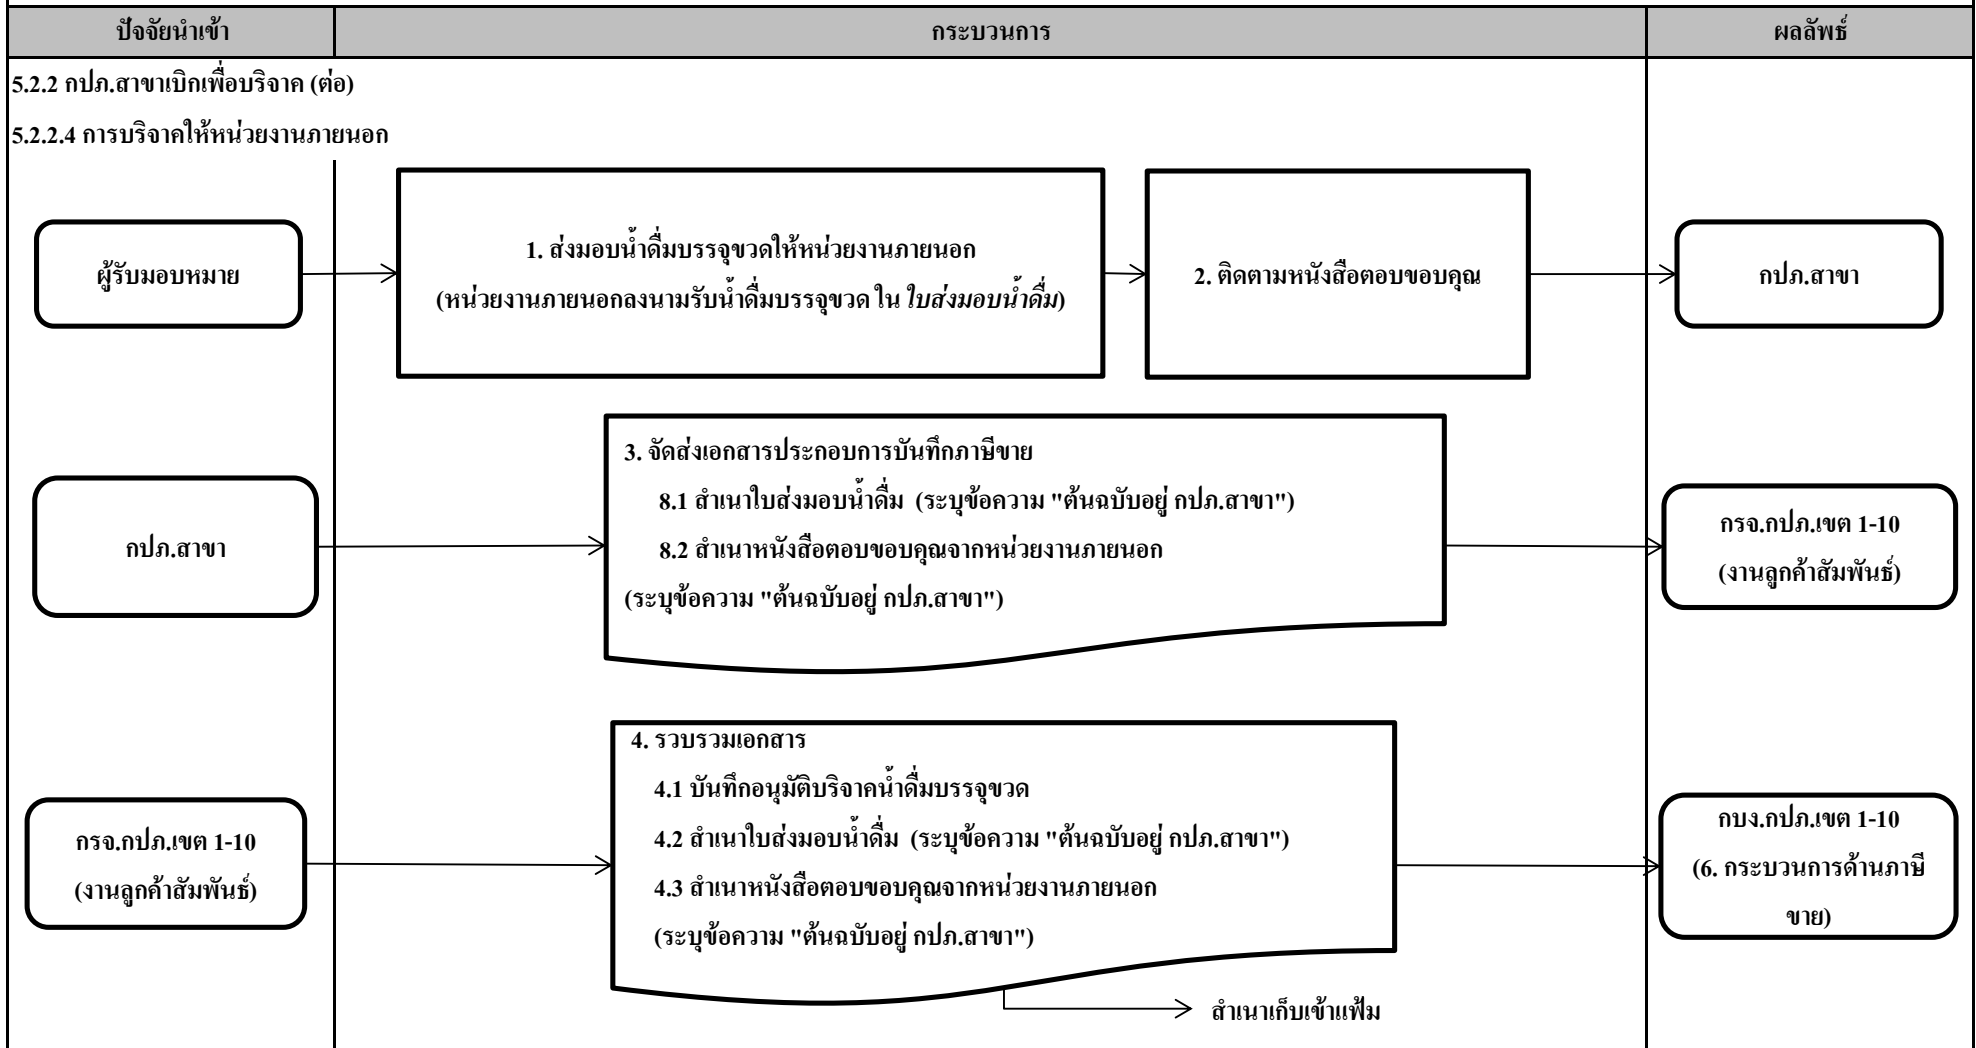 ปัจจัยนำเข้า
กระบวนการ
ผลลัพธ์
5.2.2 กปภ.สาขาเบิกเพื่อบริจาค (ต่อ)
5.2.2.4 การบริจาคให้หน่วยงานภายนอก
ผู้รับมอบหมาย
1. ส่งมอบน้ำดื่มบรรจุขวดให้หน่วยงานภายนอก
(หน่วยงานภายนอกลงนามรับน้ำดื่มบรรจุขวด ใน ใบส่งมอบน้ำดื่ม)
2. ติดตามหนังสือตอบขอบคุณ
กปภ.สาขา
กปภ.สาขา
3. จัดส่งเอกสารประกอบการบันทึกภาษีขาย
8.1 สำเนาใบส่งมอบน้ำดื่ม (ระบุข้อความ "ต้นฉบับอยู่ กปภ.สาขา")
8.2 สำเนาหนังสือตอบขอบคุณจากหน่วยงานภายนอก
(ระบุข้อความ "ต้นฉบับอยู่ กปภ.สาขา")
กรจ.กปภ.เขต 1-10
(งานลูกค้าสัมพันธ์)
กรจ.กปภ.เขต 1-10
(งานลูกค้าสัมพันธ์)
4. รวบรวมเอกสาร
4.1 บันทึกอนุมัติบริจาคน้ำดื่มบรรจุขวด
4.2 สำเนาใบส่งมอบน้ำดื่ม (ระบุข้อความ "ต้นฉบับอยู่ กปภ.สาขา")
4.3 สำเนาหนังสือตอบขอบคุณจากหน่วยงานภายนอก
(ระบุข้อความ "ต้นฉบับอยู่ กปภ.สาขา")
กบง.กปภ.เขต 1-10
(6. กระบวนการด้านภาษี
ขาย)
สำเนาเก็บเข้าแฟ้ม